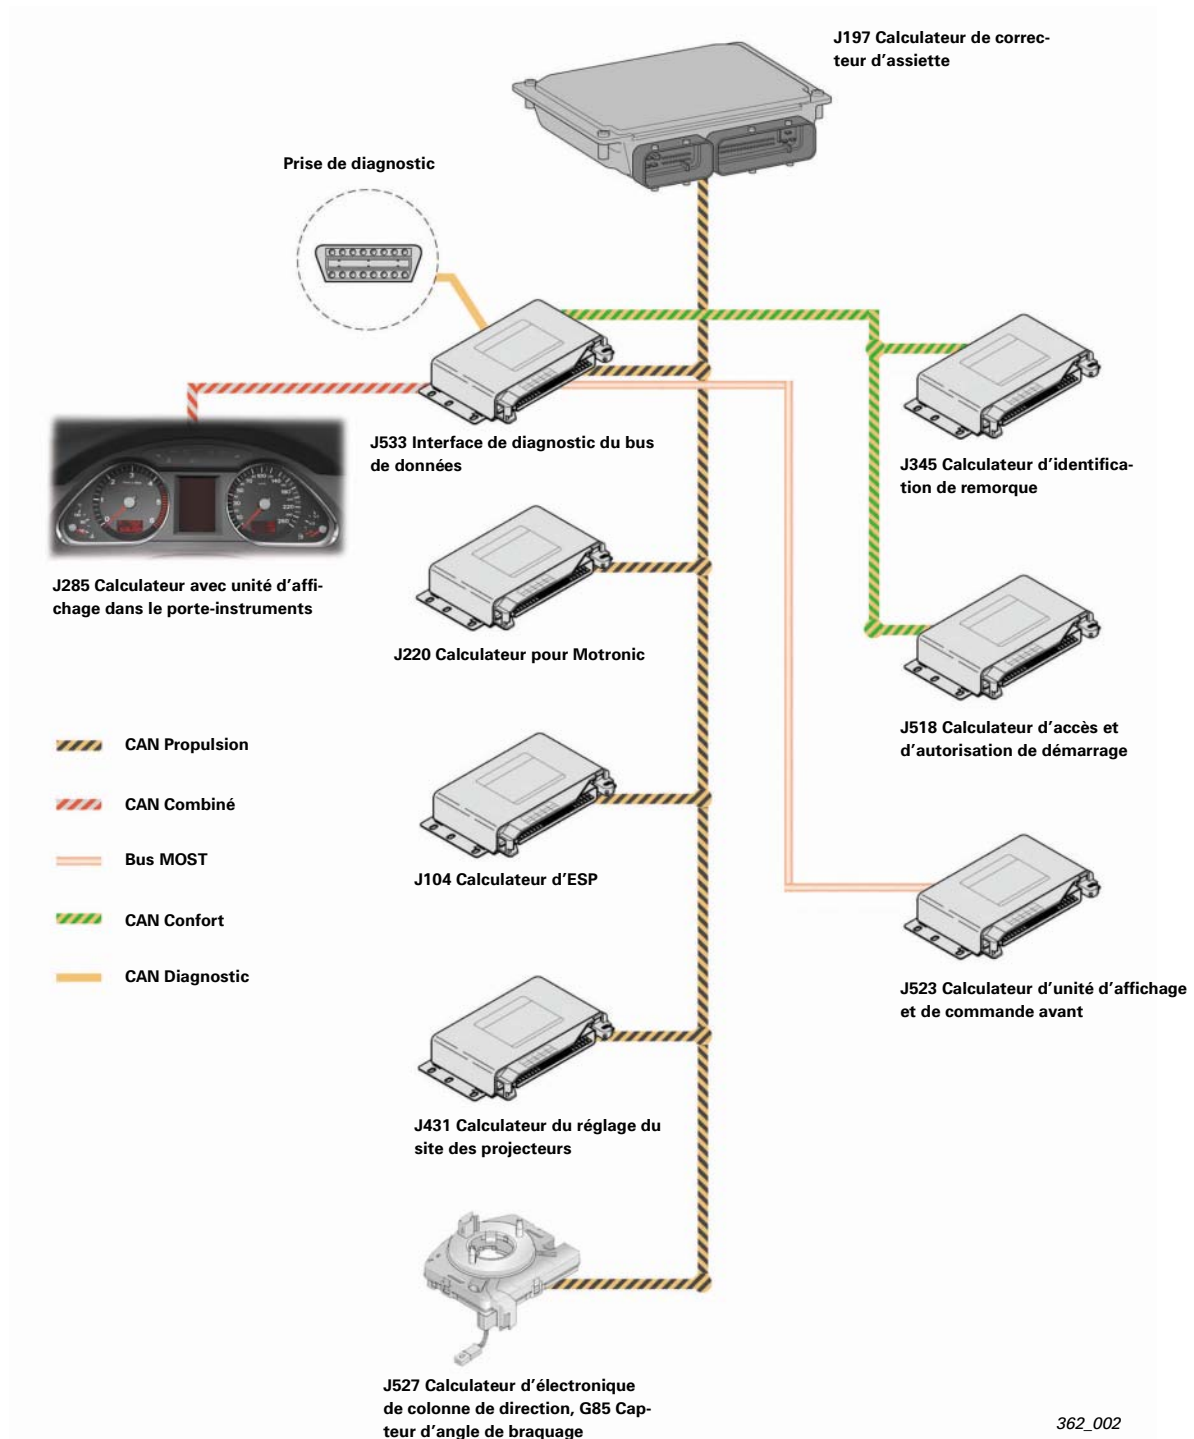 J197 Calculateur de correc-
teur d'assiette
Prise de diagnostic
J533 Interface de diagnostic du bus
de données
J345 Calculateur d'identifica-
tion de remorque
J285 Calculateur avec unité d'affi-
chage dans le porte-instruments
J220 Calculateur pour Motronic
J518 Calculateur d'accès et
d'autorisation de démarrage
CAN Propulsion
CAN Combiné
Bus MOST
CAN Confort
CAN Diagnostic
J104 Calculateur d'ESP
J523 Calculateur d'unité d'affichage
et de commande avant
J431 Calculateur du réglage du
site des projecteurs
J527 Calculateur d'électronique
de colonne de direction, G85 Cap-
teur d'angle de braquage
362_002